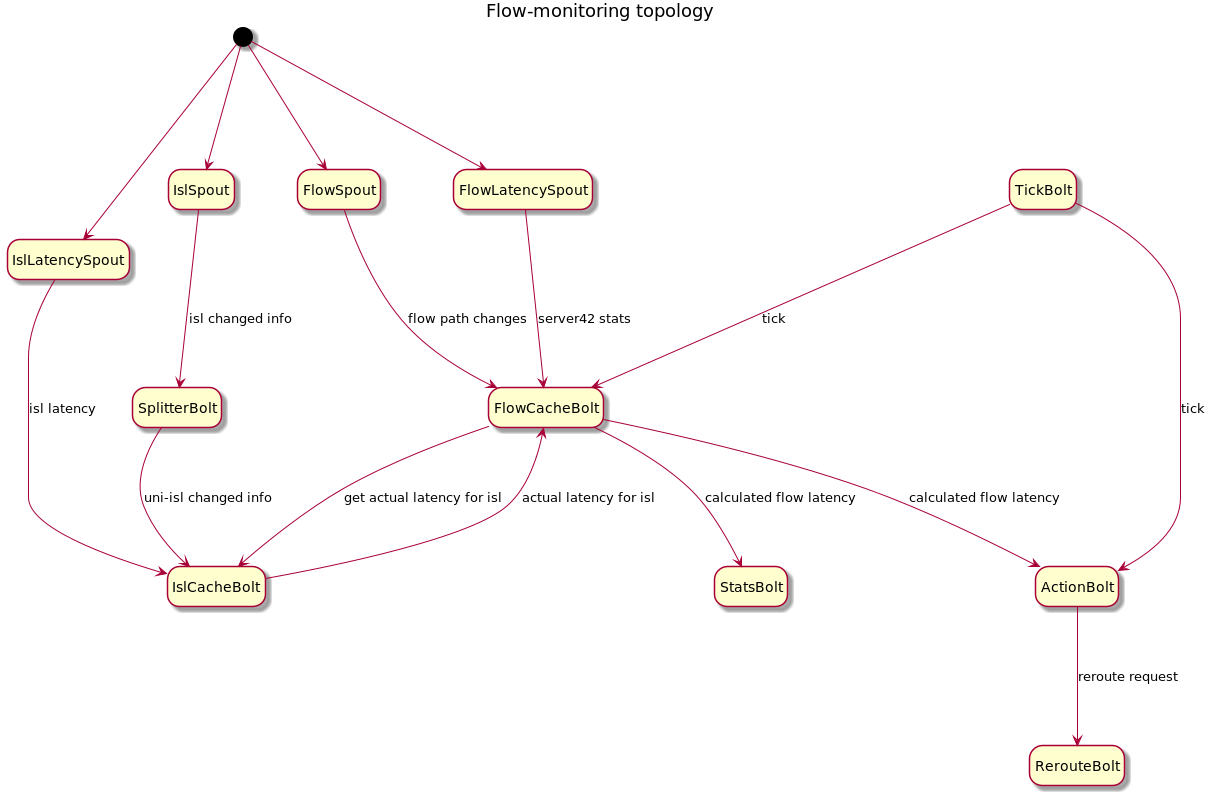 Flow-monitoring topology
IslSpout
FlowSpout
FlowLatencySpout
TickBolt
IslLatencySpout
isl changed info
flow path changes
server42 stats
tick
isl latency
SplitterBolt
FlowCacheBolt
tick
uni-isl changed info
get actual latency for isl
actual latency for isl
calculated flow latency
calculated flow latency
IslCacheBolt
StatsBolt
ActionBolt
reroute request
RerouteBolt